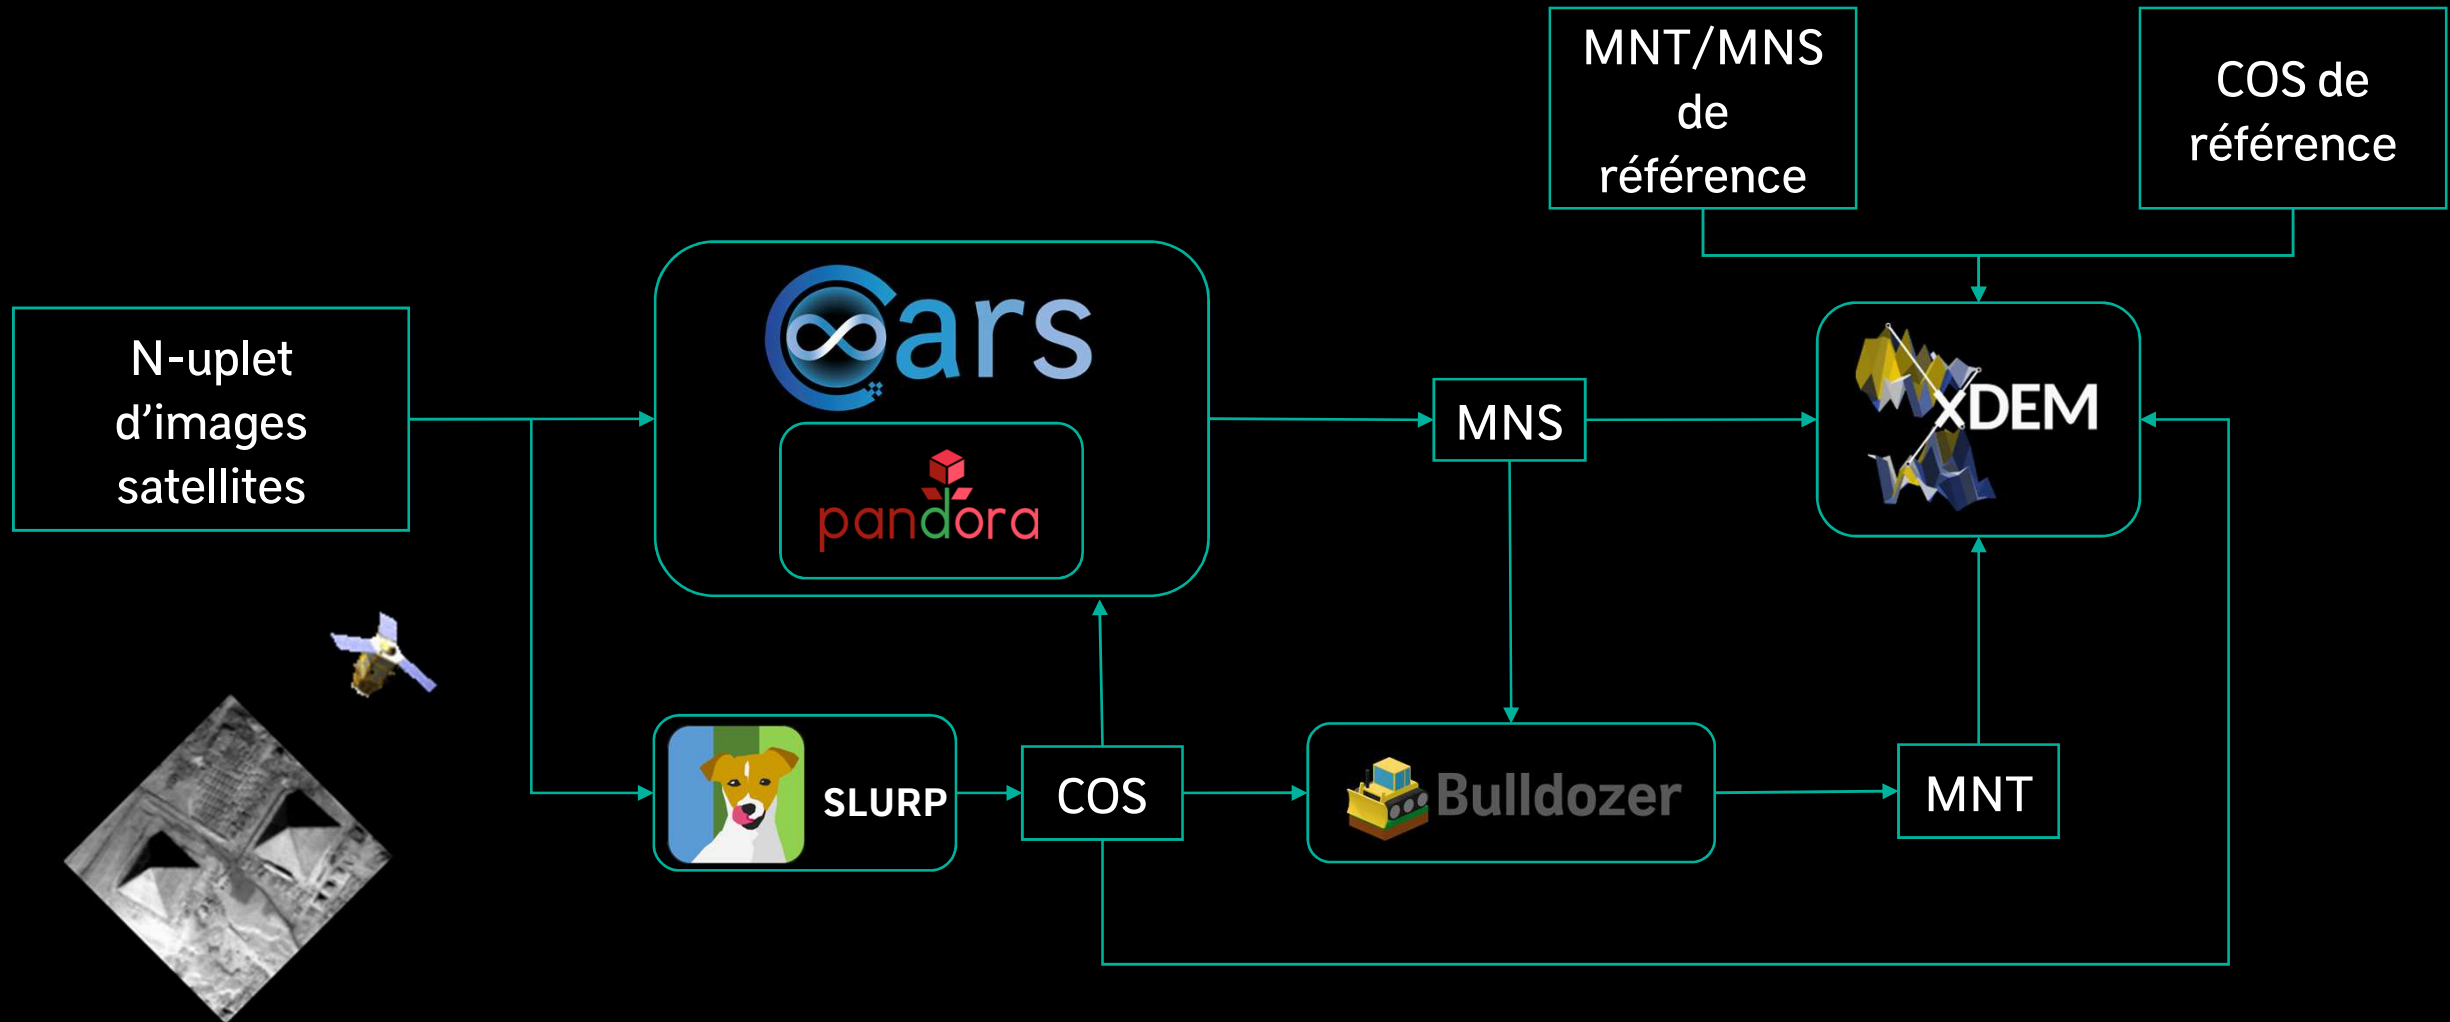 MNT/MNS
de
référence
COS de
référence
N-uplet
d’images
satellites
Cars
pandora
MNS
xDEM
SLURP
COS
Bulldozer
MNT